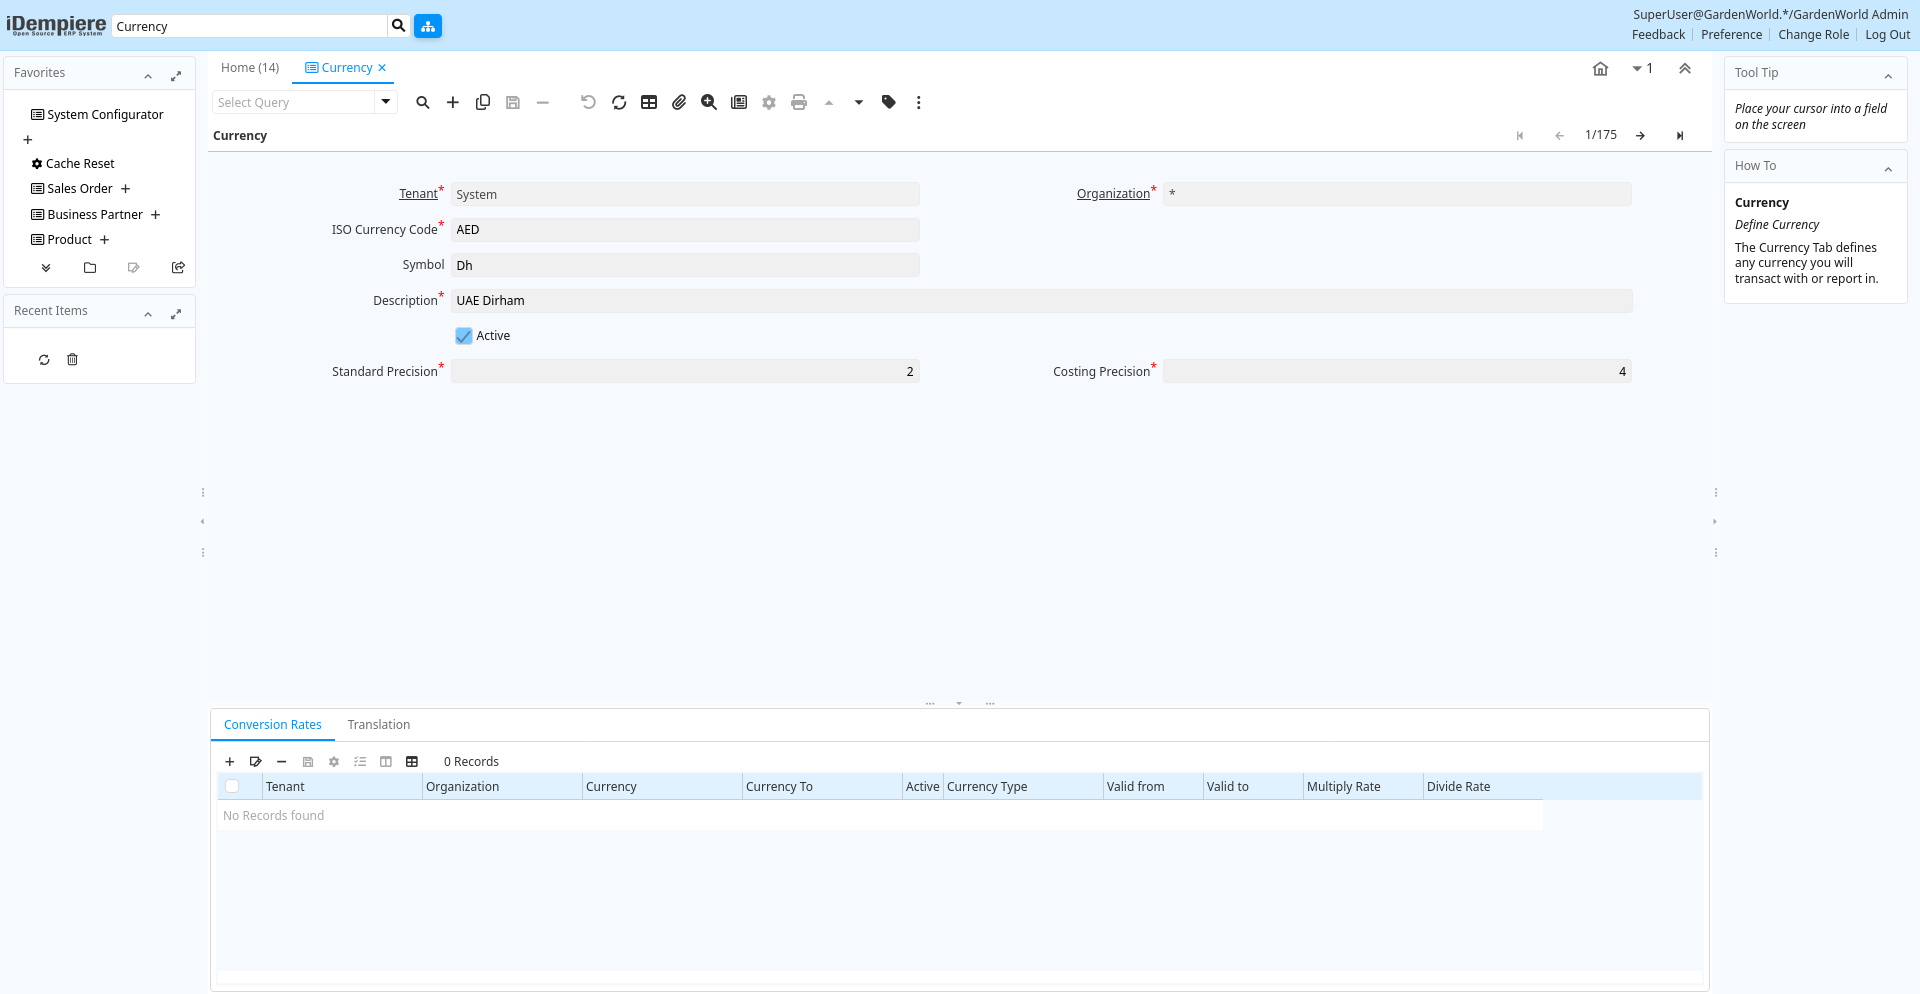 iDempiere
Open Source ERP System
Currency
SuperUser@GardenWorld.*/GardenWorld Admin
Feedback
Preference
Change Role
Log Out
Favorites
System Configurator
Cache Reset
Sales Order
Business Partner
Product
Recent Items
Home (14)
Currency
1
Select Query
Currency
1/175
Tenant*
System
Organization*
*
ISO Currency Code*
AED
Symbol
Dh
Description*
UAE Dirham
Active
Standard Precision*
2
Costing Precision*
4
Conversion Rates
Translation
0 Records
Tenant
Organization
Currency
Currency To
Active
Currency Type
Valid from
Valid to
Multiply Rate
Divide Rate
No Records found
Tool Tip
Place your cursor into a field
on the screen
How To
Currency
Define Currency
The Currency Tab defines
any currency you will
transact with or report in.